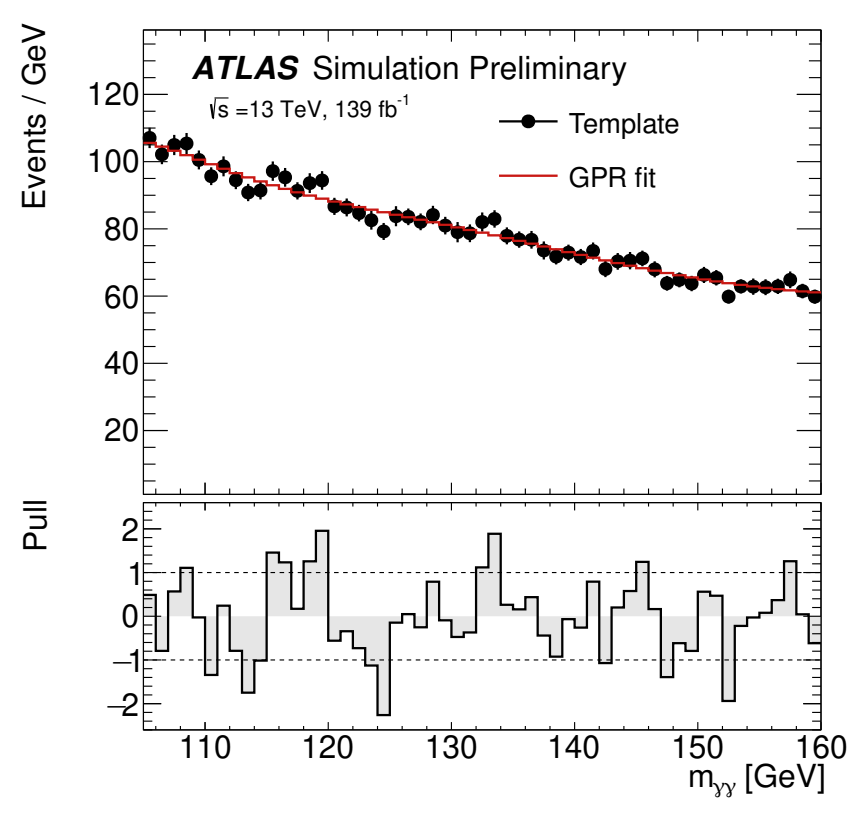 Events / GeV
120
100
80
60
40
20
ATLAS Simulation Preliminary
√s =13 TeV, 139 fb⁻¹
Template
GPR fit
Pull
2
1
0
−1
−2
110 120 130 140 150 160
mγγ [GeV]